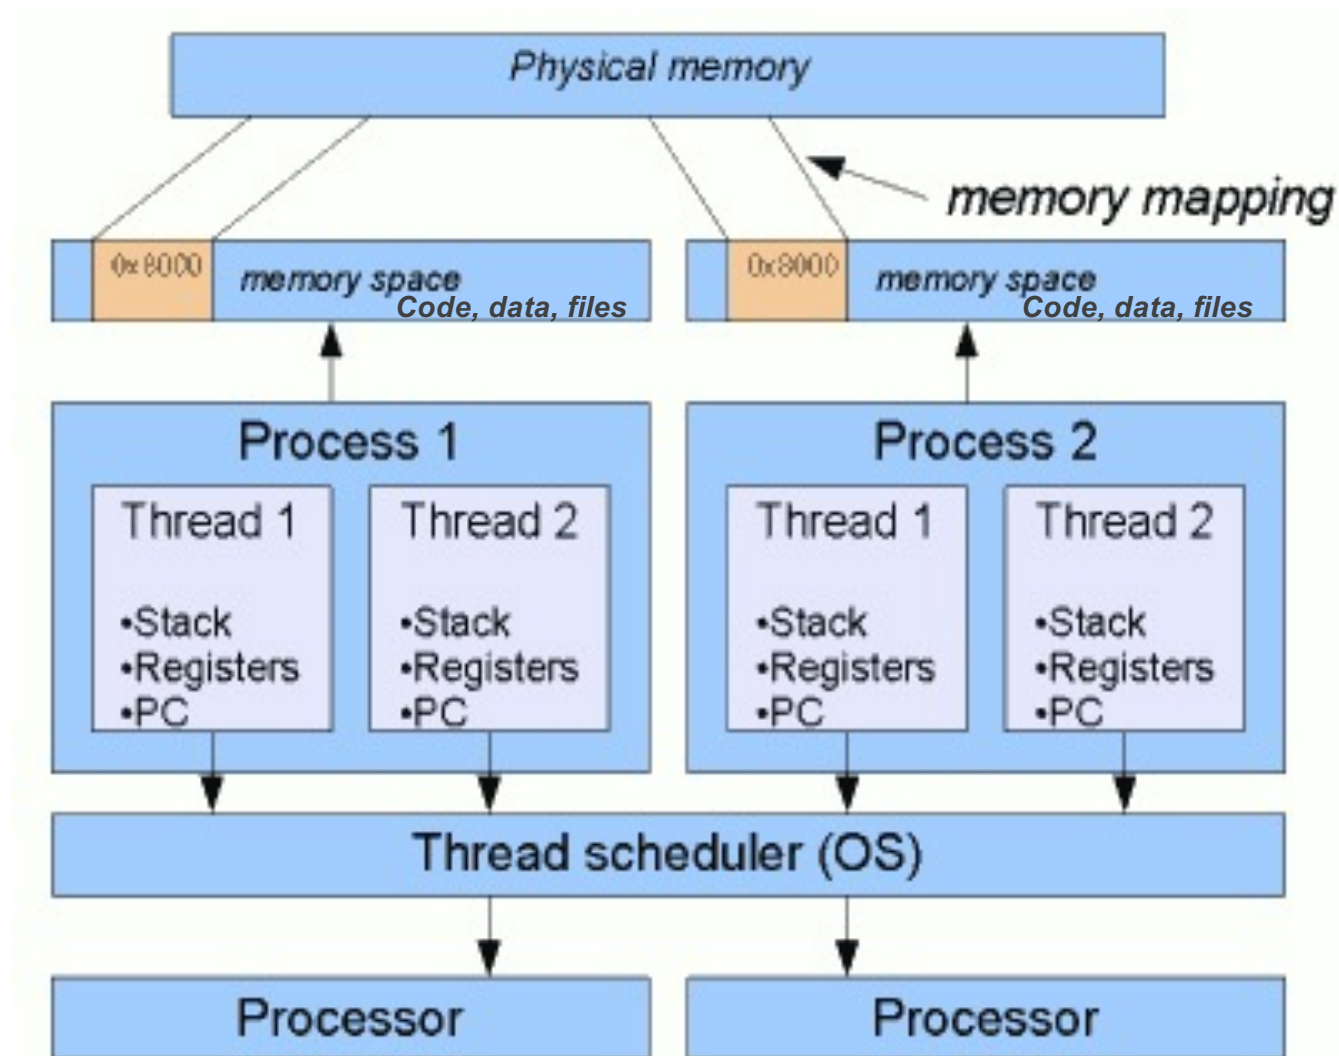 Physical memory
memory mapping
0x8000
memory space
Code, data, files
0x8000
memory space
Code, data, files
Process 1
Process 2
Thread 1
•Stack
•Registers
•PC
Thread 2
•Stack
•Registers
•PC
Thread 1
•Stack
•Registers
•PC
Thread 2
•Stack
•Registers
•PC
Thread scheduler (OS)
Processor
Processor